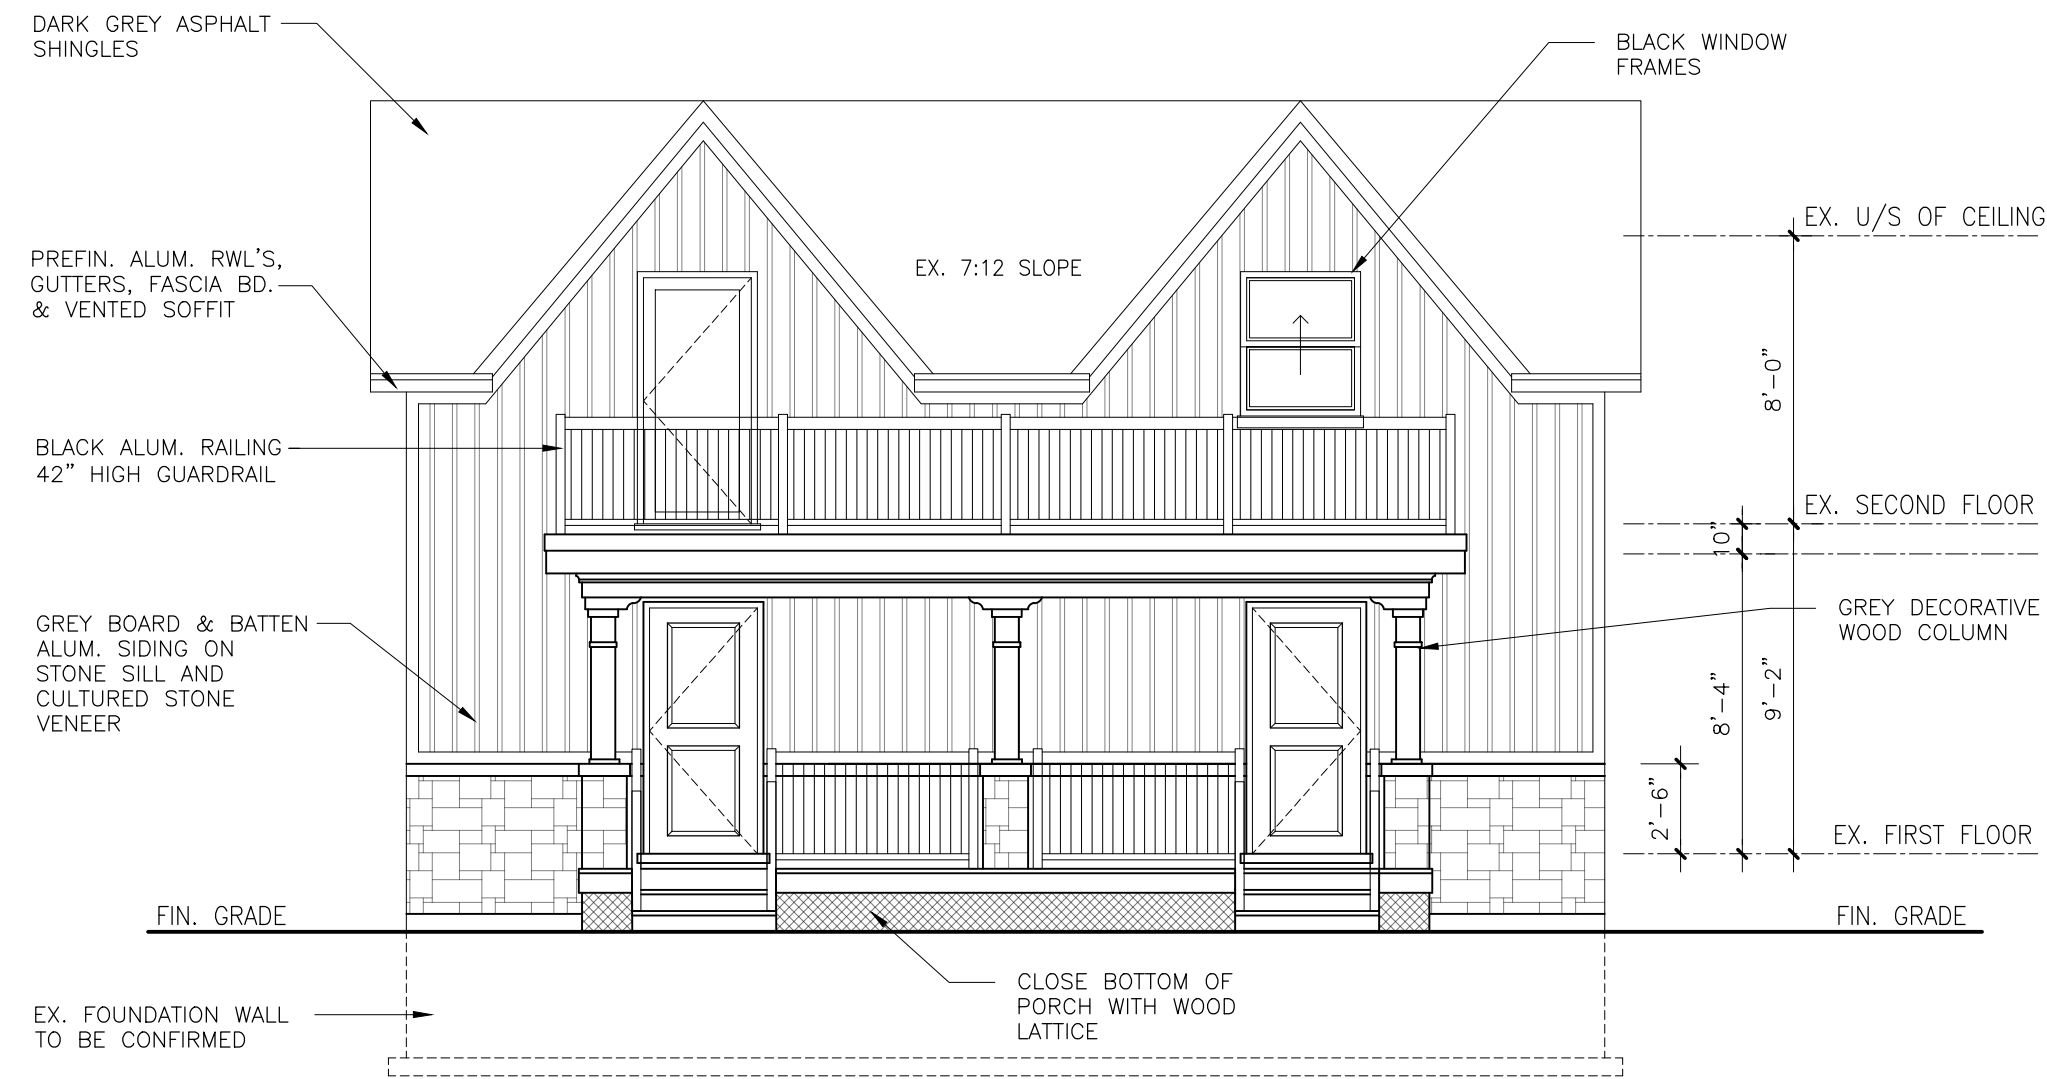 DARK GREY ASPHALT
SHINGLES
BLACK WINDOW
FRAMES
EX. U/S OF CEILING
PREFIN. ALUM. RWL'S,
GUTTERS, FASCIA BD.
& VENTED SOFFIT
EX. 7:12 SLOPE
8'-0"
BLACK ALUM. RAILING
42" HIGH GUARDRAIL
EX. SECOND FLOOR
10"
GREY BOARD & BATTEN
ALUM. SIDING ON
STONE SILL AND
CULTURED STONE
VENEER
GREY DECORATIVE
WOOD COLUMN
8'-4"
9'-2"
2'-6"
EX. FIRST FLOOR
FIN. GRADE
FIN. GRADE
CLOSE BOTTOM OF
PORCH WITH WOOD
LATTICE
EX. FOUNDATION WALL
TO BE CONFIRMED